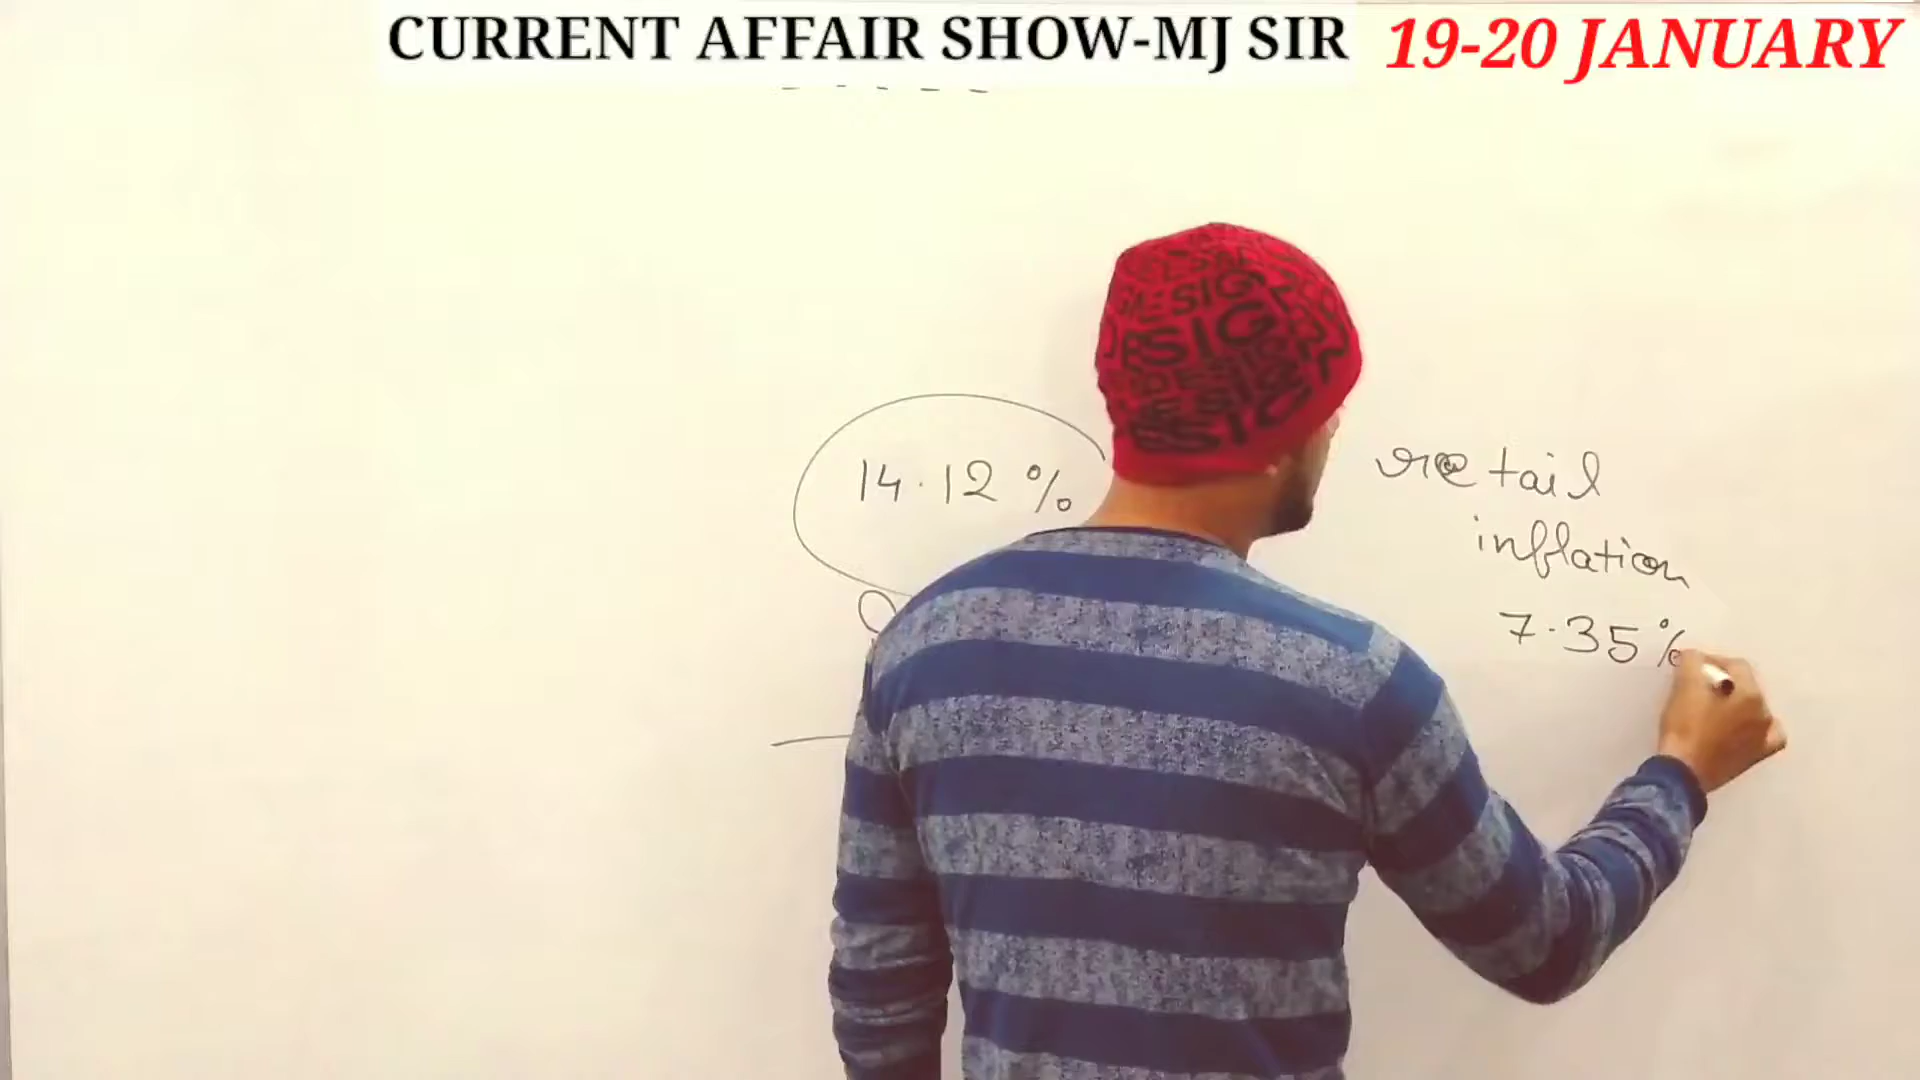 CURRENT AFFAIR SHOW-MJ SIR 19-20 JANUARY
14.12 %
retail
inflation
7.35%